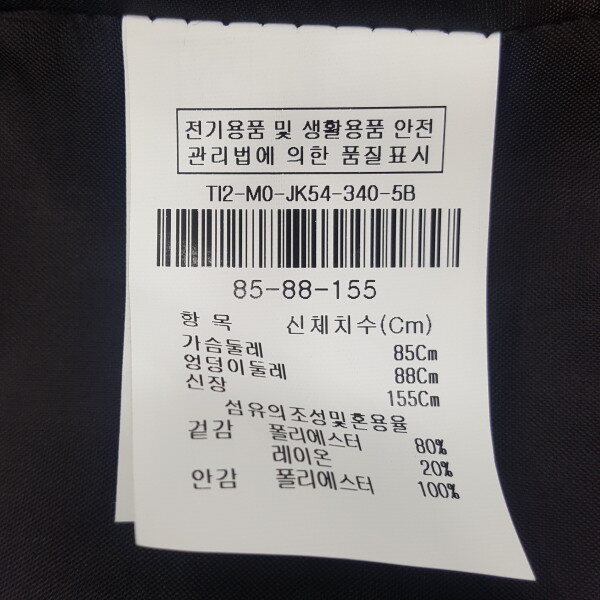 전기용품 및 생활용품 안전
관리법에 의한 품질표시
TI2-MO-JK54-340-5B
85-88-155
항 목 신체치수(Cm)
가슴둘레 85Cm
엉덩이둘레 88Cm
신장 155Cm
섬유의조성및혼용율
겉감 폴리에스터 80%
레이온 20%
안감 폴리에스터 100%